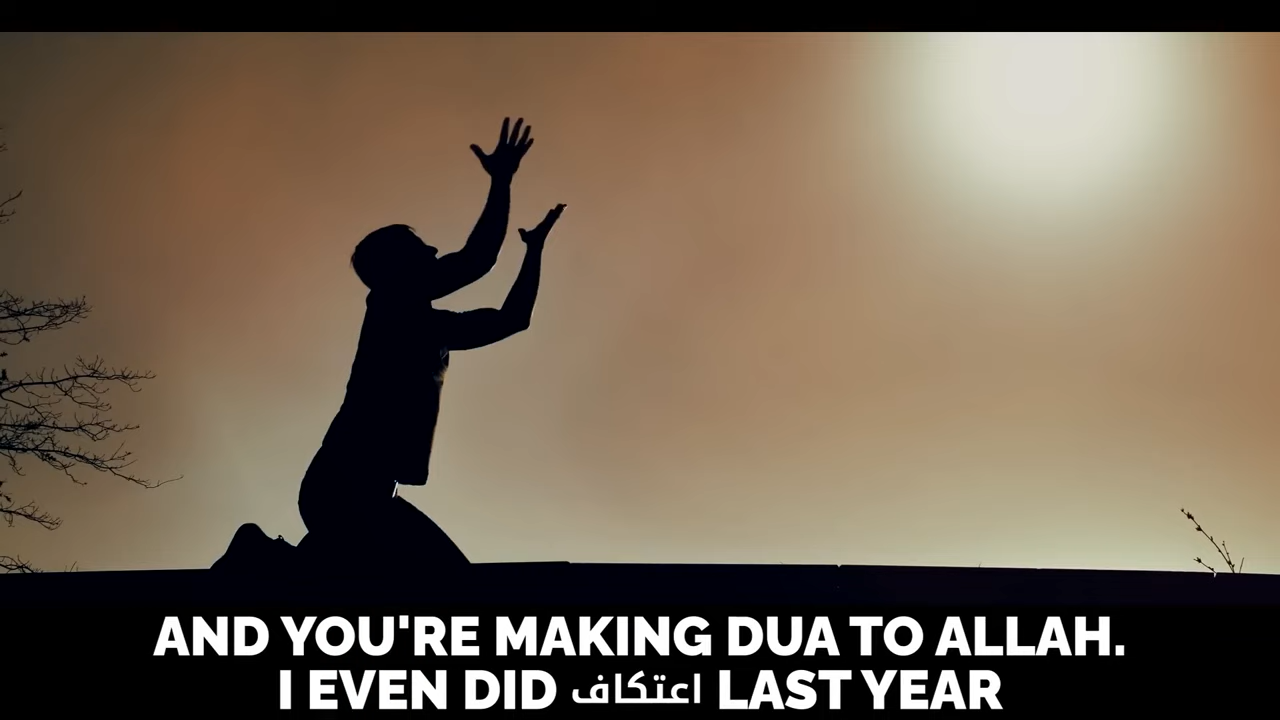 AND YOU'RE MAKING DUA TO ALLAH.
I EVEN DID اعتكاف LAST YEAR